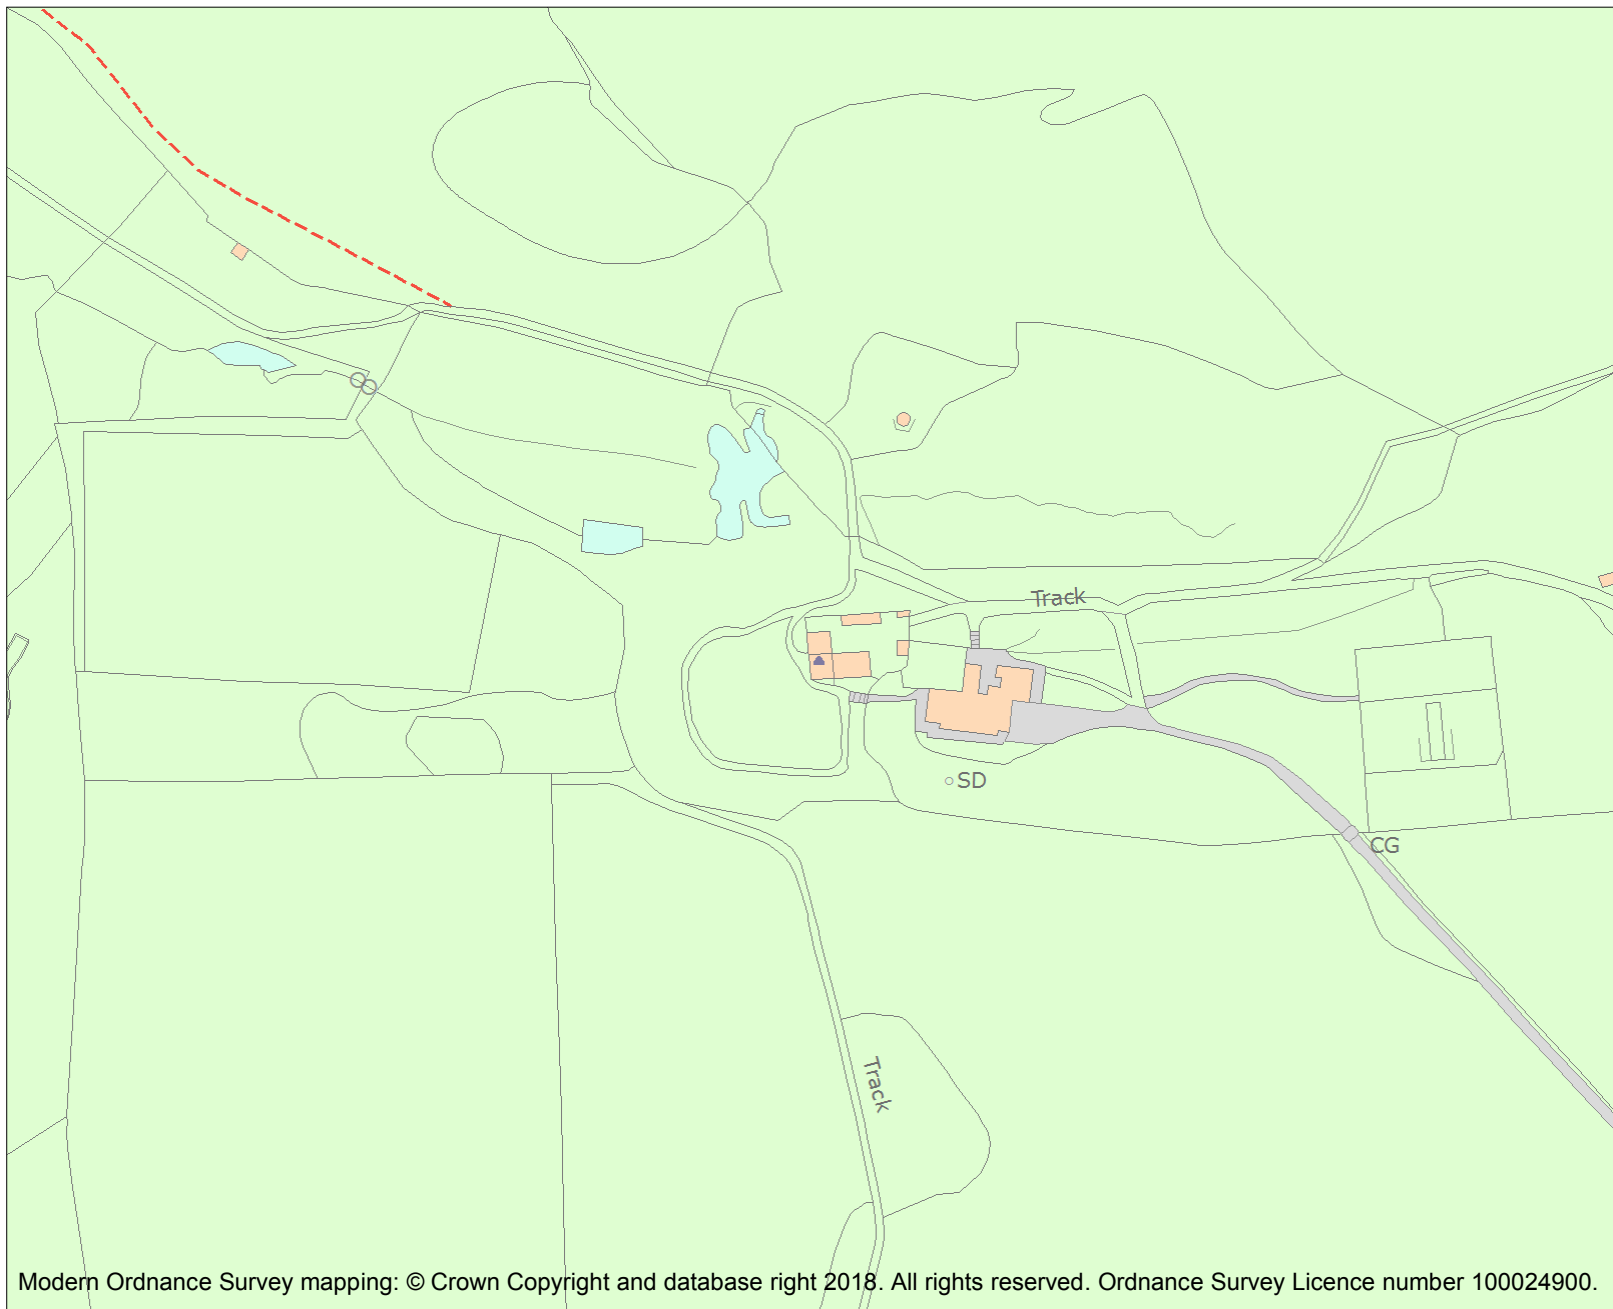 Track
SD
CG
Track
Modern Ordnance Survey mapping: © Crown Copyright and database right 2018. All rights reserved. Ordnance Survey Licence number 100024900.